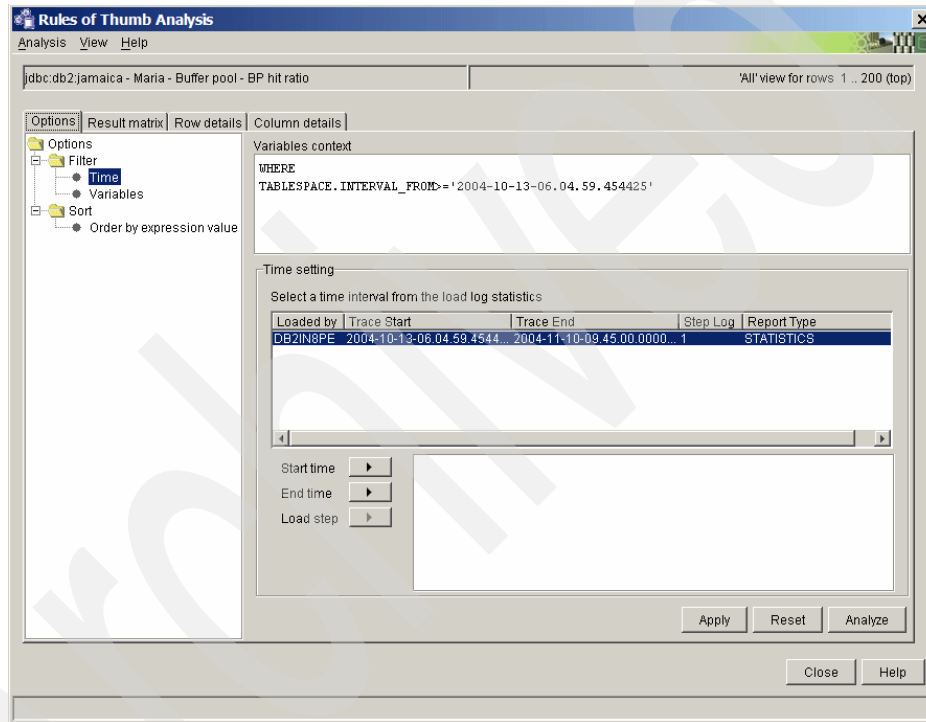 Rules of Thumb Analysis
Analysis View Help
jdbc:db2:jamaica - Maria - Buffer pool - BP hit ratio
'All' view for rows 1 .. 200 (top)
Options Result matrix Row details Column details
Options
Filter
Time
Variables
Sort
Order by expression value
Variables context
WHERE
TABLESPACE.INTERVAL_FROM>='2004-10-13-06.04.59.454425'
Time setting
Select a time interval from the load log statistics
Loaded by Trace Start Trace End Step Log Report Type
DB2IN8PE 2004-10-13-06.04.59.4544... 2004-11-10-09.45.00.0000... 1 STATISTICS
Start time
End time
Load step
Apply Reset Analyze
Close Help